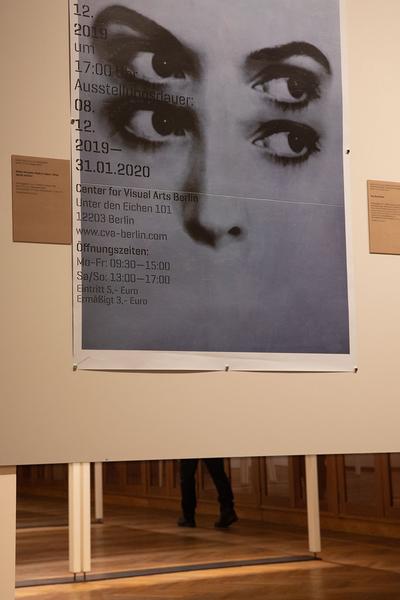 12.
2019
um
17:00 Uhr
Ausstellungsdauer:
08.
12.
2019—
31.01.2020
Center for Visual Arts Berlin
Unter den Eichen 101
12203 Berlin
www.cva-berlin.com
Öffnungszeiten:
Mo-Fr: 09:30—15:00
Sa/So: 13:00—17:00
Eintritt 5,- Euro
Ermäßigt 3,- Euro